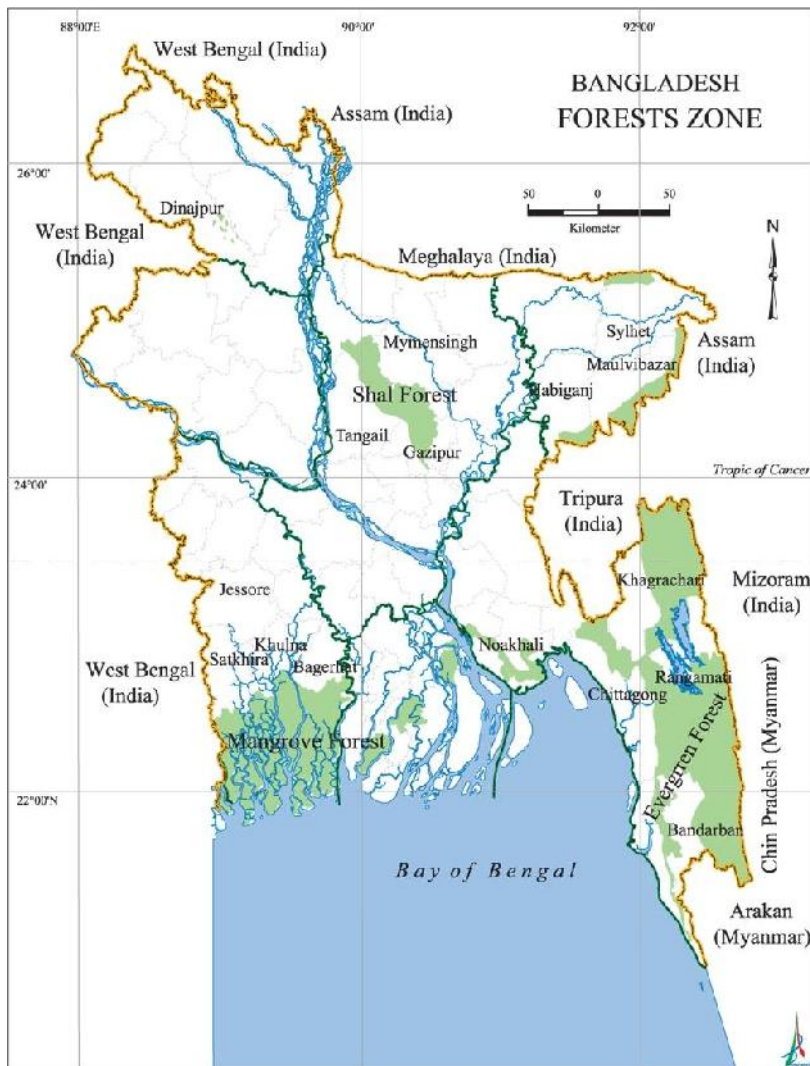 88°00'E
90°00'
92°00'
West Bengal (India)
BANGLADESH
FORESTS ZONE
Assam (India)
26°00'
50 0 50
Kilometer
N
Dinajpur
West Bengal
(India)
Meghalaya (India)
Sylhet
Assam
(India)
Mymensingh
Maulvibazar
Shal Forest
Habiganj
Tangail
Gazipur
Tropic of Cancer
24°00'
Tripura
(India)
Khagrachari
Mizoram
(India)
Jessore
Khulna
Satkhira
Bagerhat
Noakhali
West Bengal
(India)
Rangamati
Chittagong
Mangrove Forest
Evergrren Forest
Chin Pradesh (Myanmar)
22°00'N
Bandarban
Bay of Bengal
Arakan
(Myanmar)